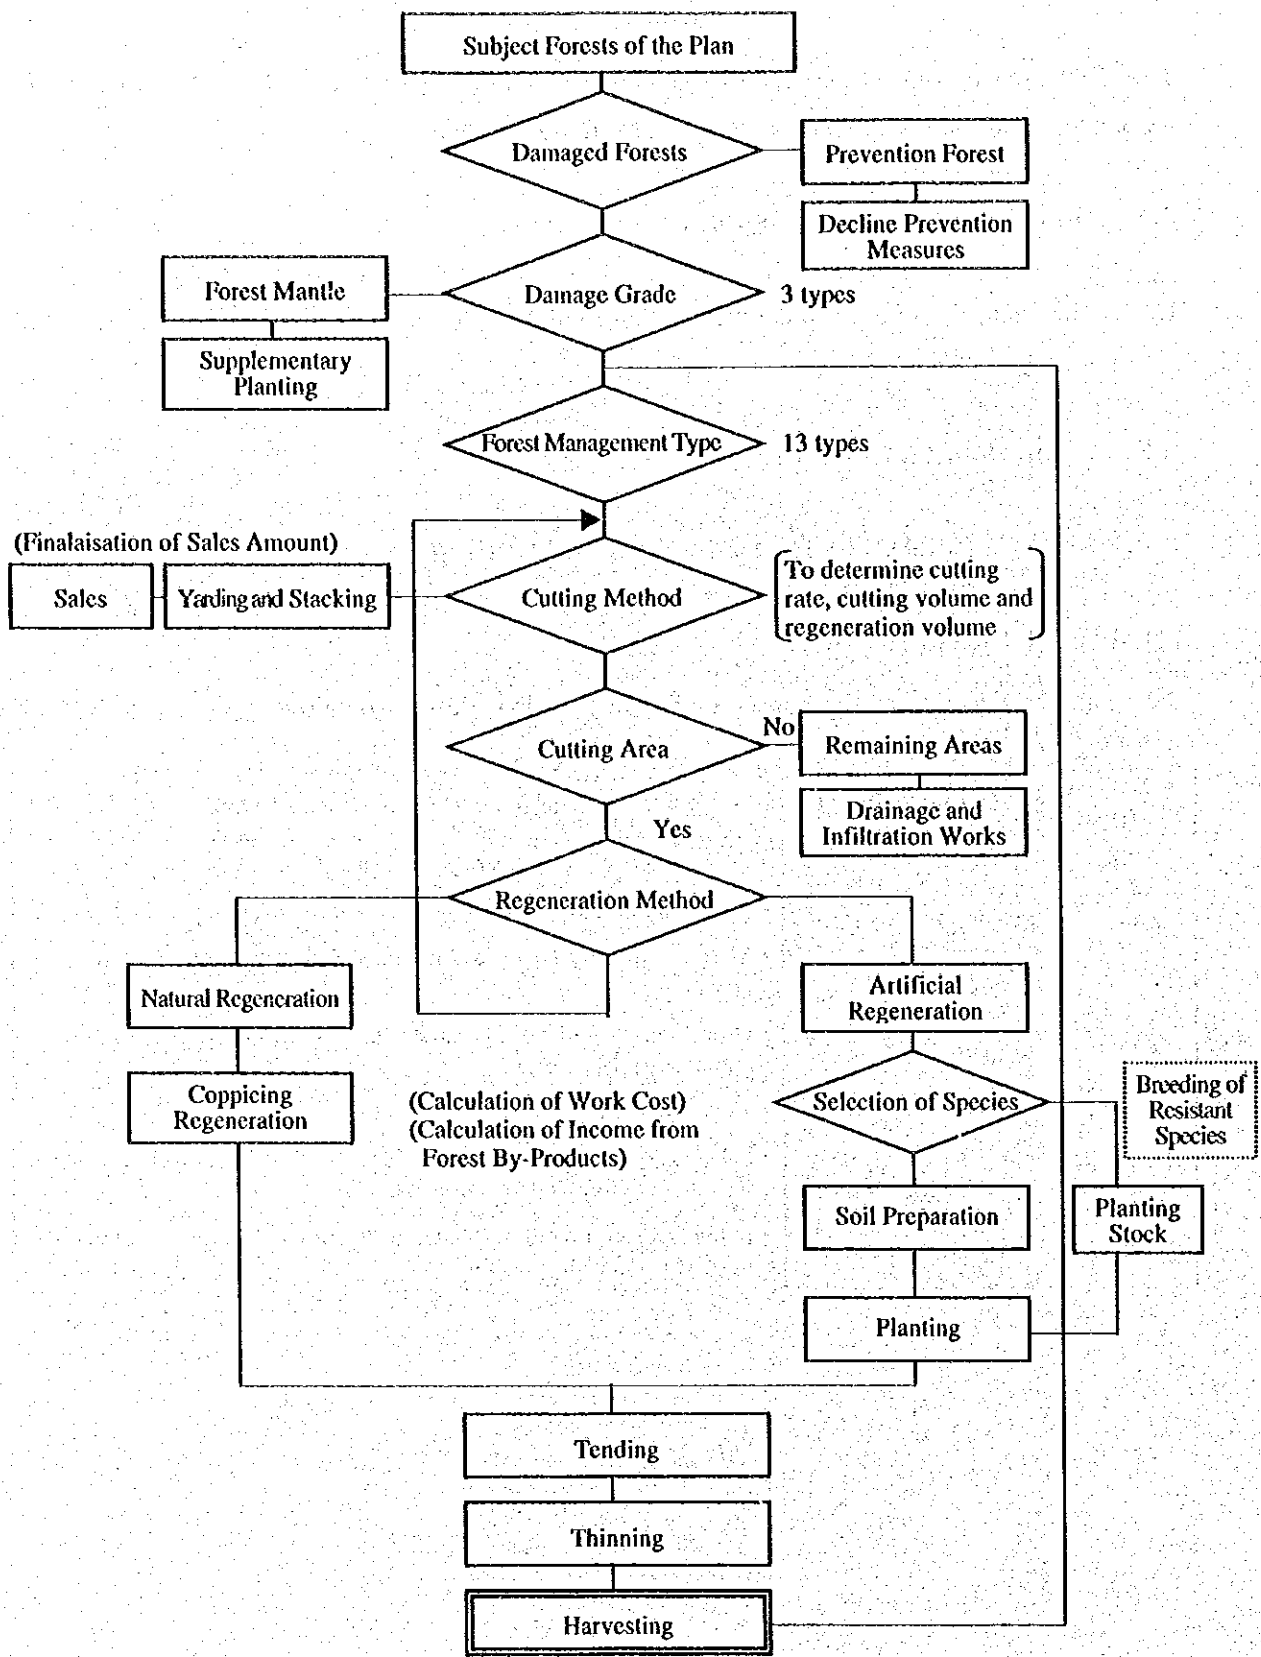 Subject Forests of the Plan
Damaged Forests
Prevention Forest
Decline Prevention
Measures
Forest Mantle
Damage Grade
3 types
Supplementary
Planting
Forest Management Type
13 types
(Finalaisation of Sales Amount)
Sales
Yarding and Stacking
Cutting Method
To determine cutting
rate, cutting volume and
regeneration volume
Cutting Area
No
Remaining Areas
Drainage and
Infiltration Works
Yes
Regeneration Method
Natural Regeneration
Artificial
Regeneration
Coppicing
Regeneration
(Calculation of Work Cost)
(Calculation of Income from
Forest By-Products)
Selection of Species
Breeding of
Resistant
Species
Soil Preparation
Planting
Stock
Planting
Tending
Thinning
Harvesting